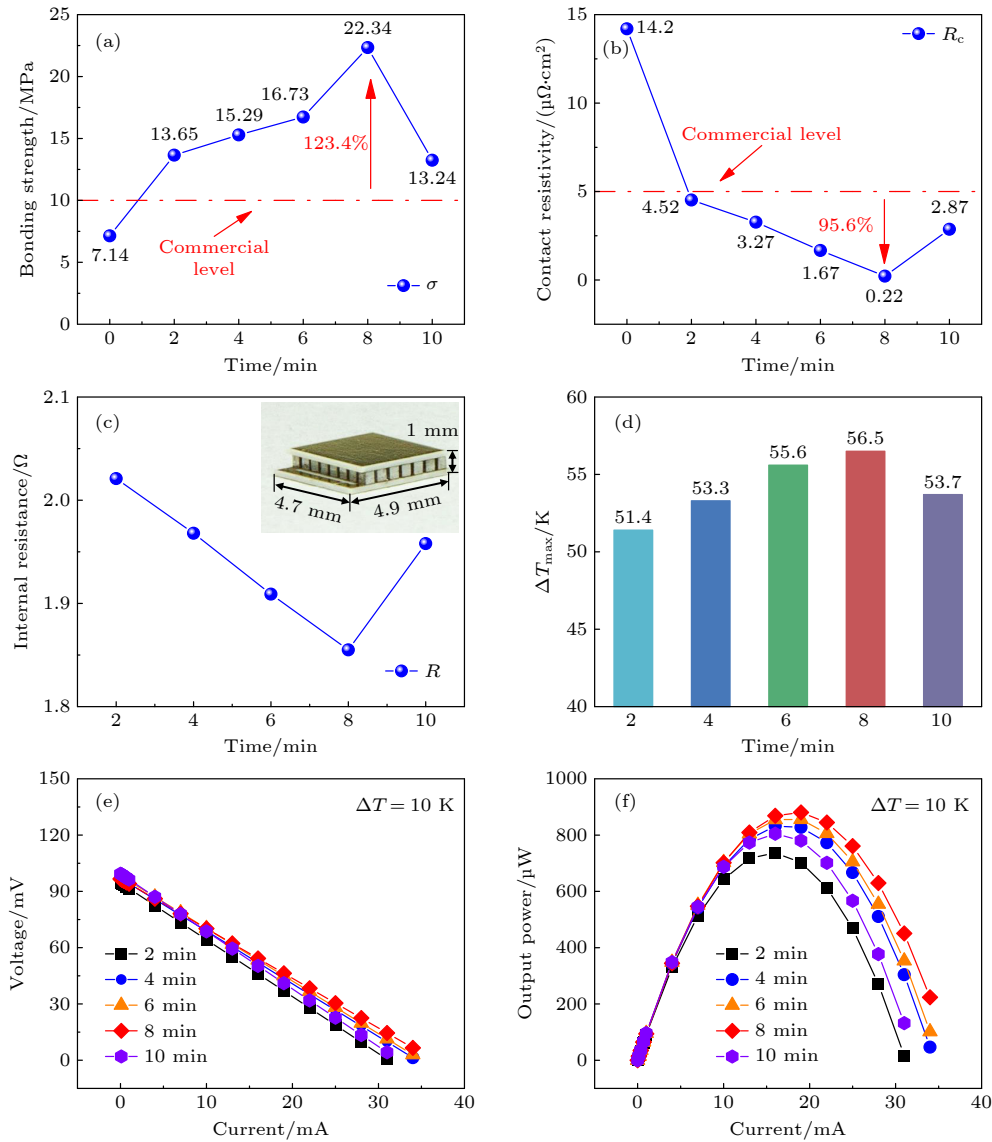 (a)
25
20
15
10
5
0
Bonding strength/MPa
7.14
13.65
15.29
16.73
22.34
13.24
123.4%
Commercial
level
σ
0 2 4 6 8 10
Time/min
(b)
15
10
5
0
Contact resistivity/(µΩ·cm²)
Rc
14.2
4.52
3.27
1.67
0.22
2.87
Commercial level
95.6%
0 2 4 6 8 10
Time/min
(c)
2.1
2.0
1.9
1.8
Internal resistance/Ω
1 mm
4.7 mm
4.9 mm
R
2 4 6 8 10
Time/min
(d)
60
55
50
45
40
ΔTmax/K
51.4
53.3
55.6
56.5
53.7
2 4 6 8 10
Time/min
(e)
ΔT = 10 K
150
120
90
60
30
0
Voltage/mV
2 min
4 min
6 min
8 min
10 min
0 10 20 30 40
Current/mA
(f)
ΔT = 10 K
1000
800
600
400
200
0
Output power/µW
2 min
4 min
6 min
8 min
10 min
0 10 20 30 40
Current/mA